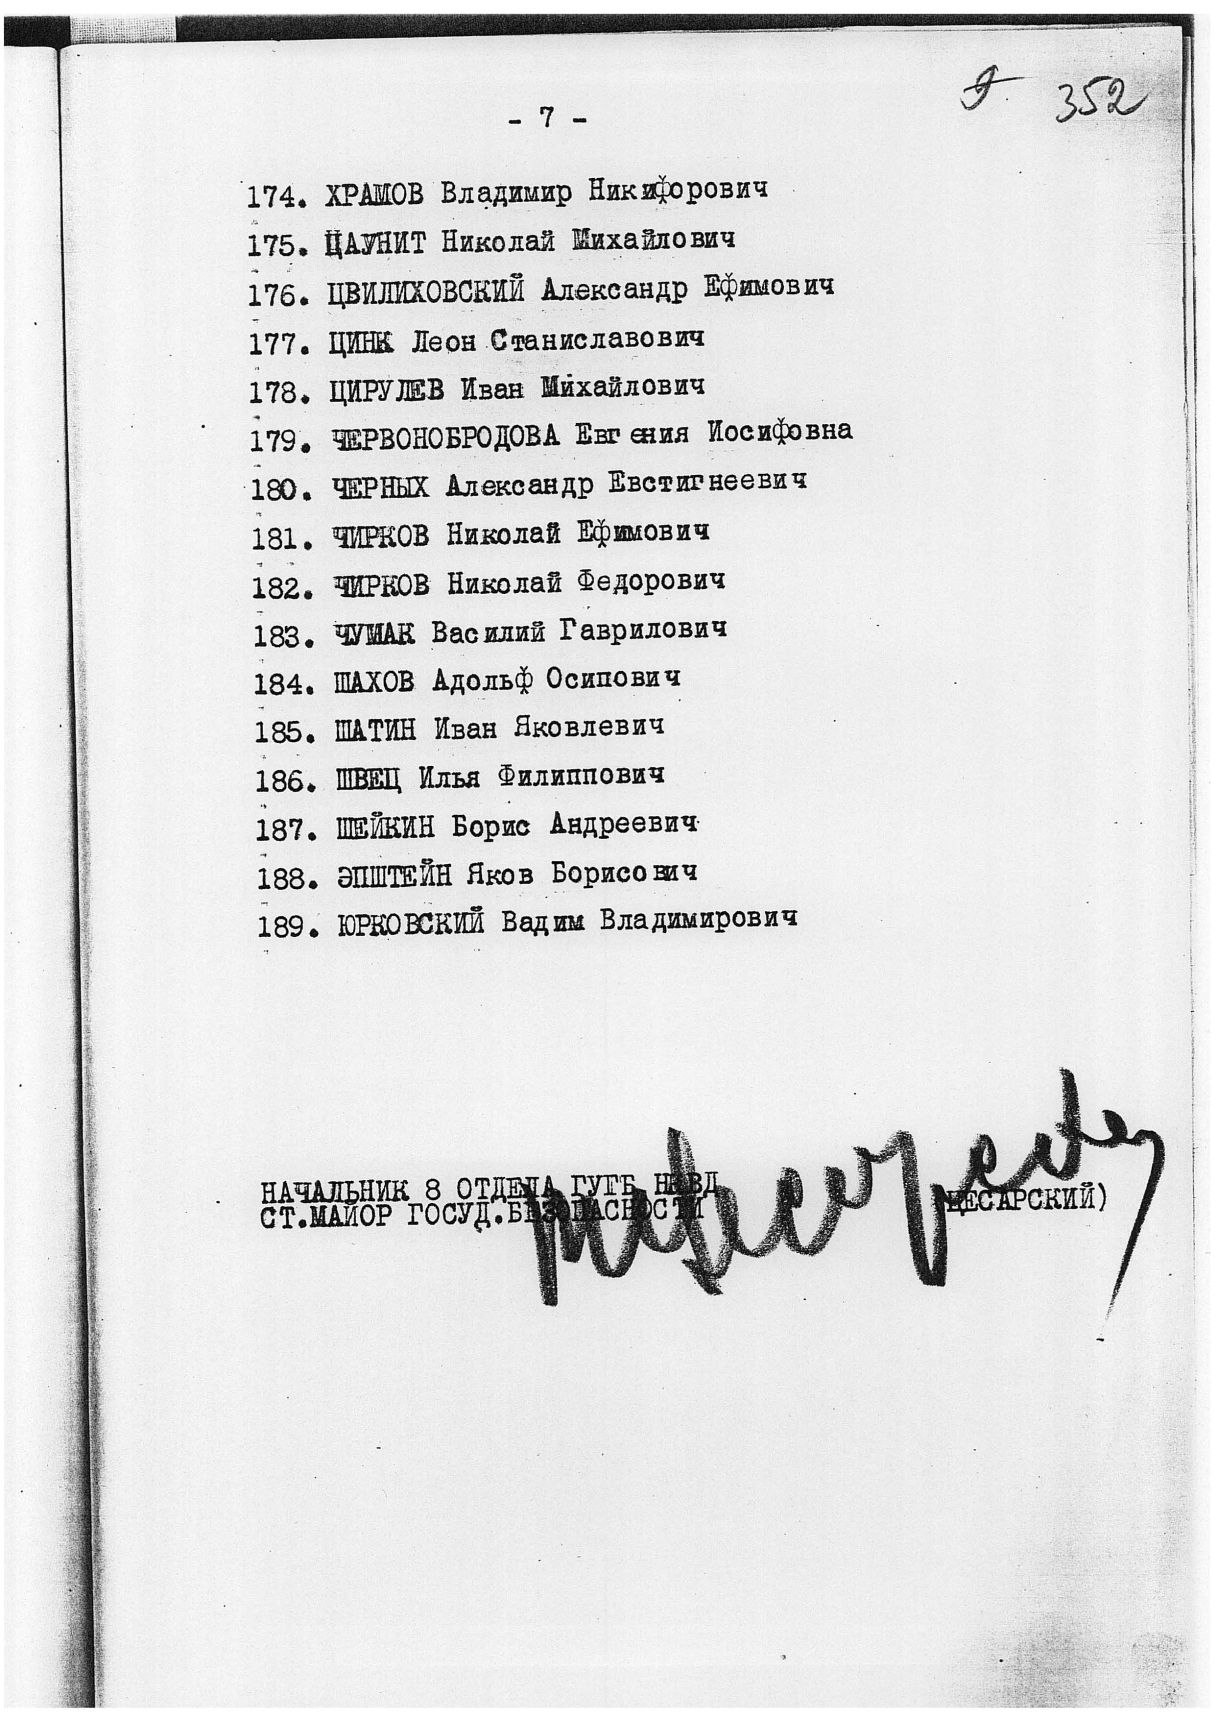 352
- 7 -
174. ХРАМОВ Владимир Никифорович
175. ЦАУНИТ Николай Михайлович
176. ЦВИЛИХОВСКИЙ Александр Ефимович
177. ЦИНК Леон Станиславович
178. ЦИРУЛЕВ Иван Михайлович
179. ЧЕРВОНОБРОДОВА Евгения Иосифовна
180. ЧЕРНЫХ Александр Евстигнеевич
181. ЧИРКОВ Николай Ефимович
182. ЧИРКОВ Николай Федорович
183. ЧУМАК Василий Гаврилович
184. ШАХОВ Адольф Осипович
185. ШАТИН Иван Яковлевич
186. ШВЕЦ Илья Филиппович
187. ШЕЙКИН Борис Андреевич
188. ЭПШТЕЙН Яков Борисович
189. ЮРКОВСКИЙ Вадим Владимирович
НАЧАЛЬНИК 8 ОТДЕЛА ГУГБ НКВД
СТ.МАЙОР ГОСУД.БЕЗОПАСНОСТИ ЦЕСАРСКИЙ)